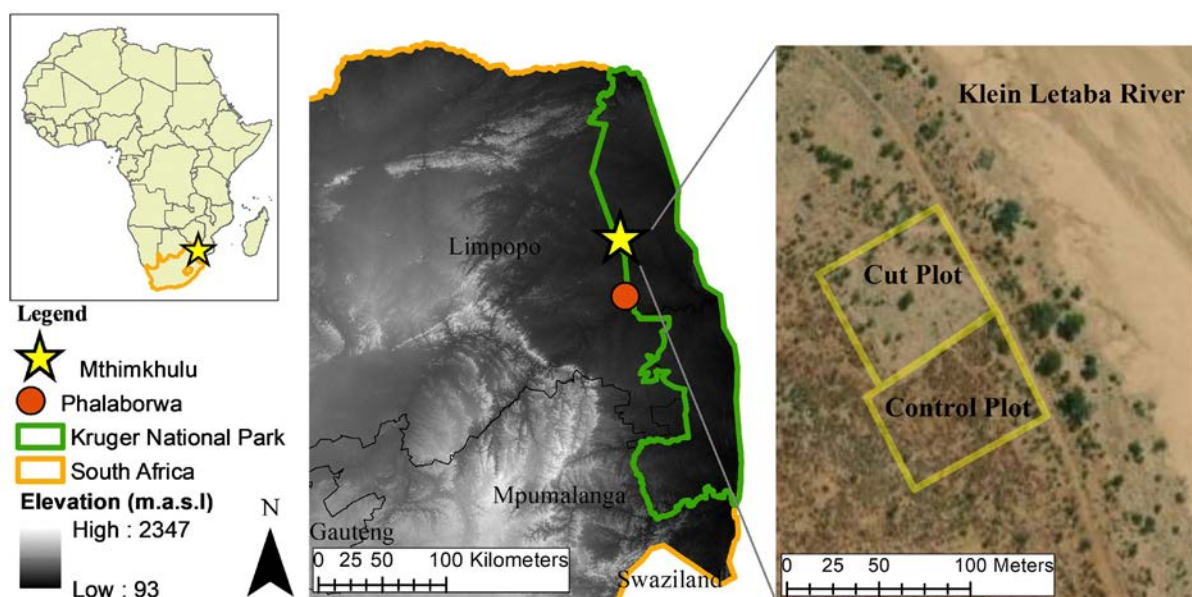 Legend
Mthimkhulu
Phalaborwa
Kruger National Park
South Africa
Elevation (m.a.s.l)
High : 2347
Low : 93
N
Limpopo
Mpumalanga
Gauteng
Swaziland
0 25 50 100 Kilometers
Klein Letaba River
Cut Plot
Control Plot
0 25 50 100 Meters